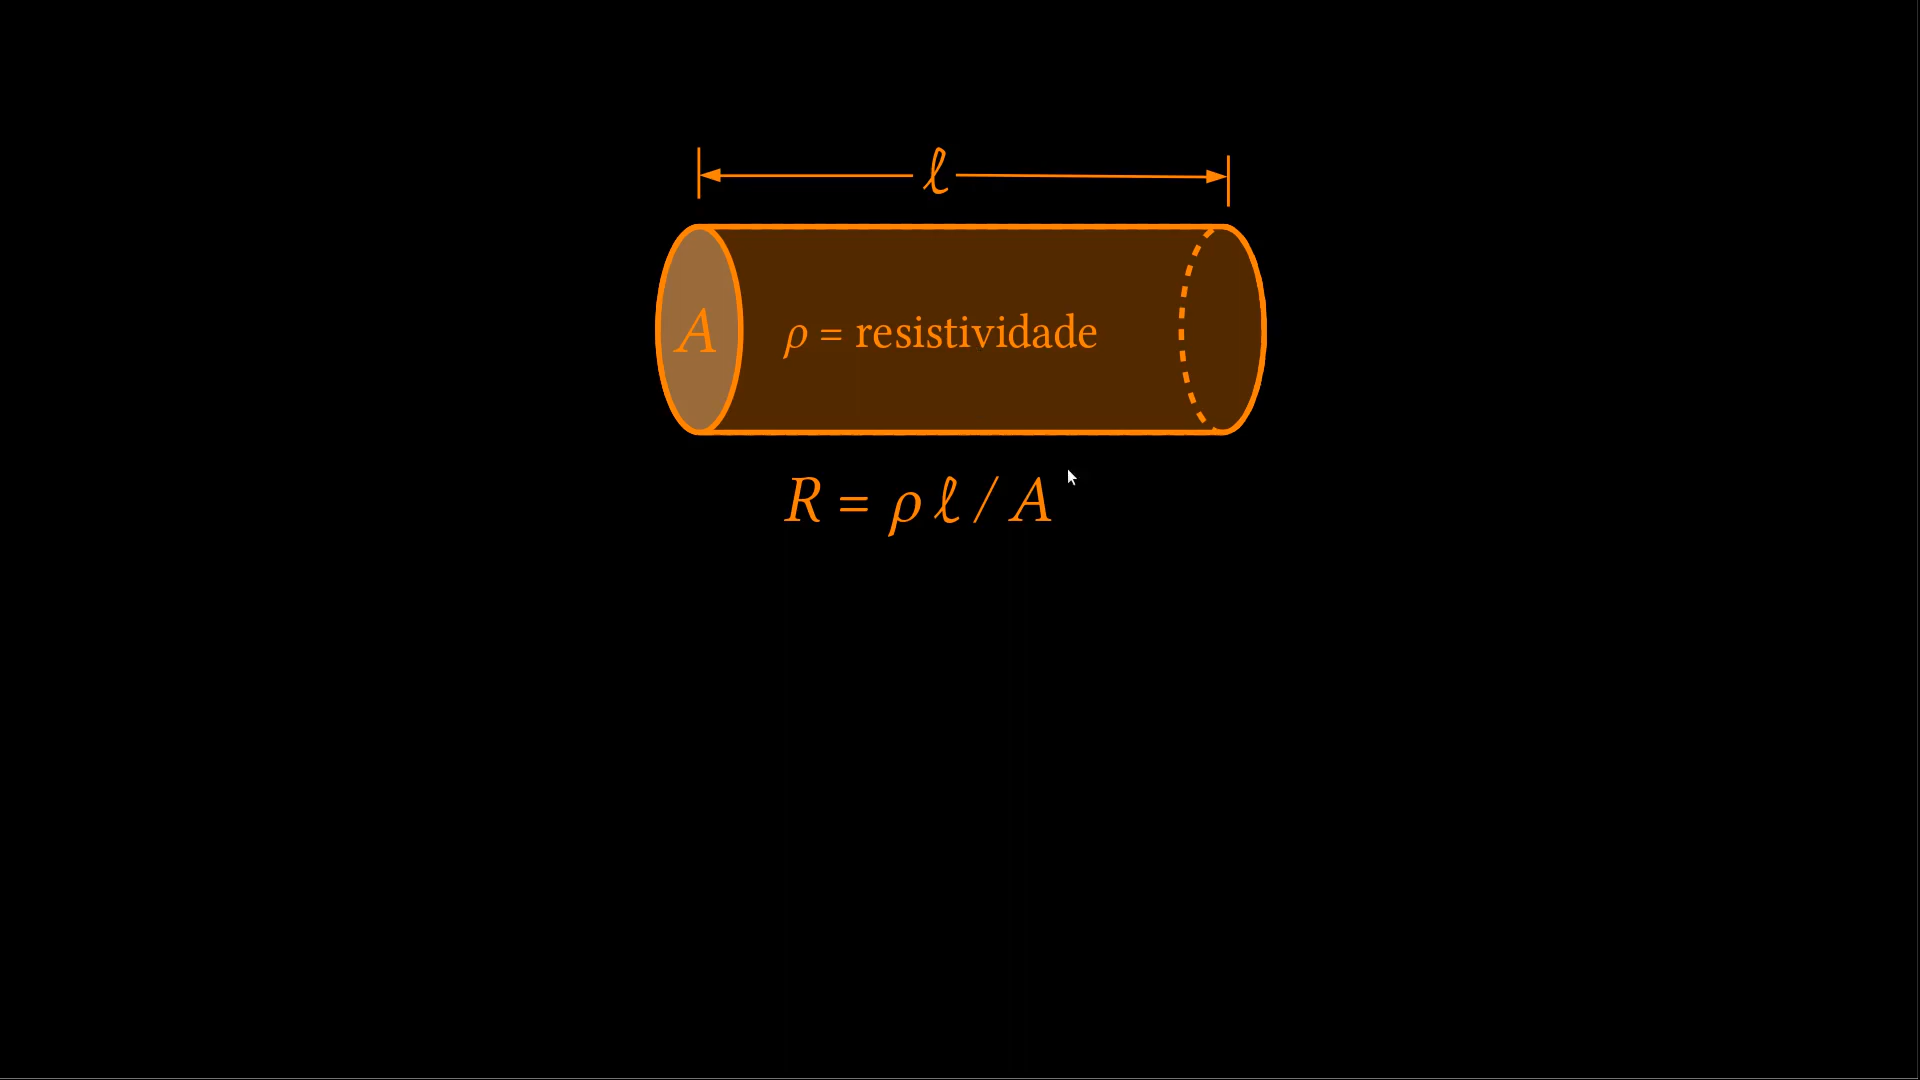 ℓ
A
ρ = resistividade
R = ρ ℓ / A